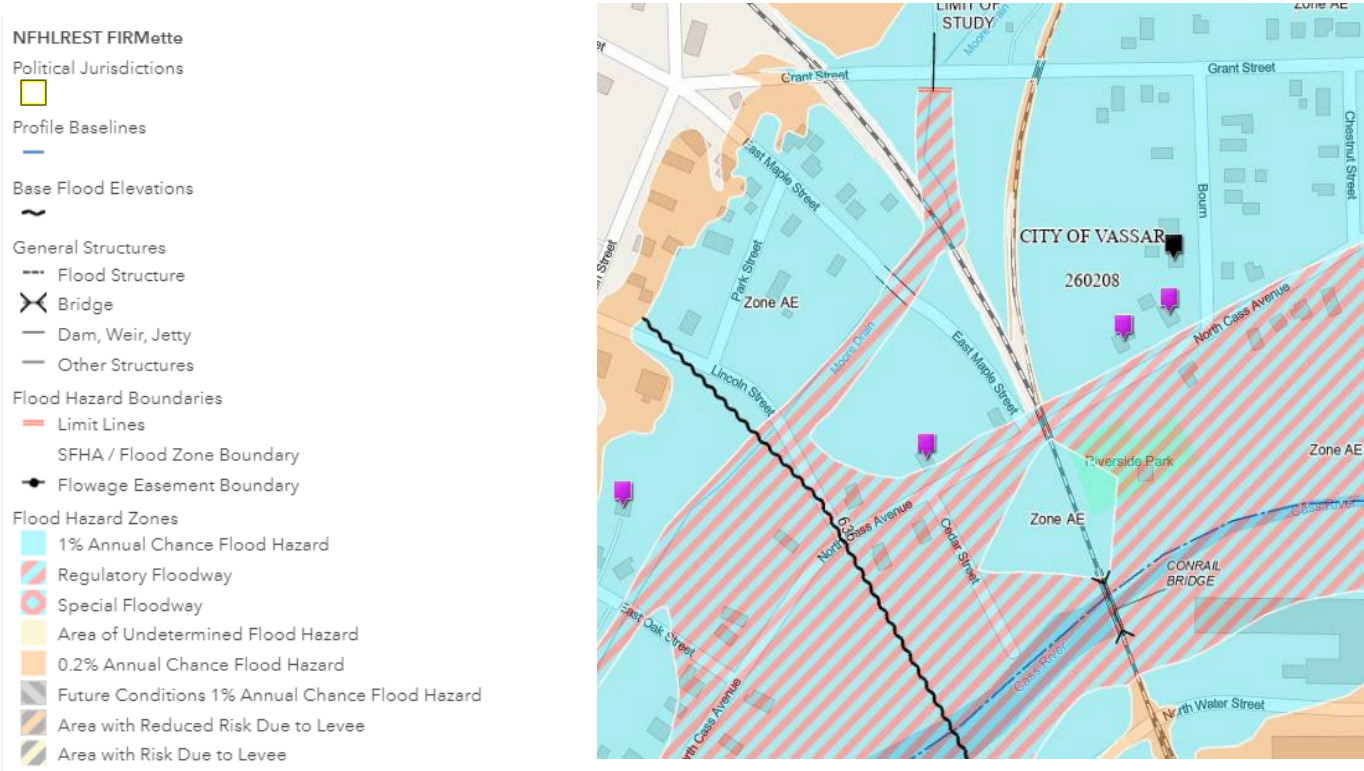 NFHLREST FIRMette
Political Jurisdictions
Profile Baselines
Base Flood Elevations
General Structures
Flood Structure
Bridge
Dam, Weir, Jetty
Other Structures
Flood Hazard Boundaries
Limit Lines
SFHA / Flood Zone Boundary
Flowage Easement Boundary
Flood Hazard Zones
1% Annual Chance Flood Hazard
Regulatory Floodway
Special Floodway
Area of Undetermined Flood Hazard
0.2% Annual Chance Flood Hazard
Future Conditions 1% Annual Chance Flood Hazard
Area with Reduced Risk Due to Levee
Area with Risk Due to Levee
LIMIT OF
STUDY
Moore Drain
Zone AE
Grant Street
Grant Street
Chestnut Street
East Maple Street
Bourn
Park Street
Street
CITY OF VASSAR
260208
Zone AE
North Cass Avenue
Moore Drain
East Maple Street
Lincoln Street
Riverside Park
Zone AE
Zone AE
Cass River
North Cass Avenue
Cedar Street
CONRAIL
BRIDGE
East Oak Street
Cass River
North Water Street
Cass Avenue